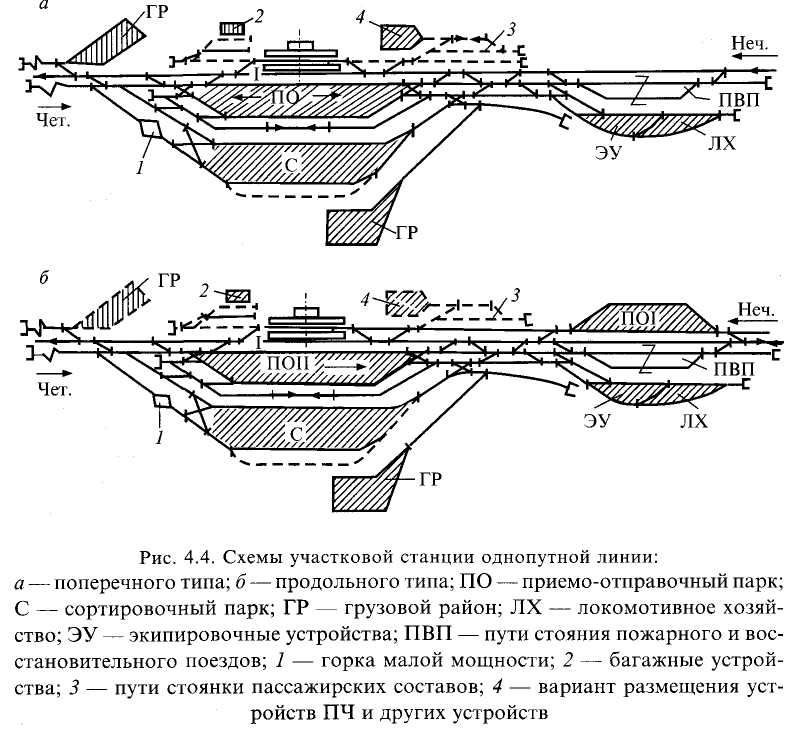 а
ГР
2
4
3
Неч.
I
ПО
ПВП
Чет.
1
С
ЭУ
ЛХ
ГР
б
ГР
2
4
3
ПОI
Неч.
I
ПОII
ПВП
Чет.
1
С
ЭУ
ЛХ
ГР
Рис. 4.4. Схемы участковой станции однопутной линии:
а — поперечного типа; б — продольного типа; ПО — приемо-отправочный парк;
С — сортировочный парк; ГР — грузовой район; ЛХ — локомотивное хозяй-
ство; ЭУ — экипировочные устройства; ПВП — пути стояния пожарного и вос-
становительного поездов; 1 — горка малой мощности; 2 — багажные устрой-
ства; 3 — пути стоянки пассажирских составов; 4 — вариант размещения уст-
ройств ПЧ и других устройств